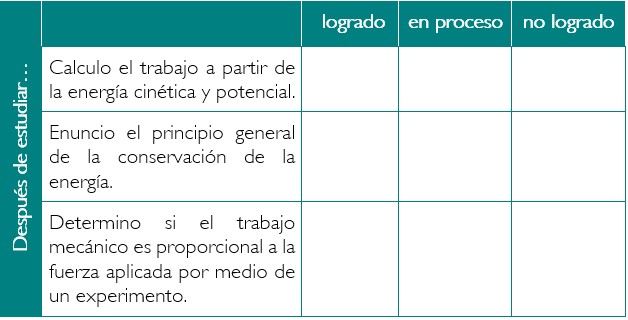 logrado en proceso no logrado
Después de estudiar...
Calculo el trabajo a partir de
la energía cinética y potencial.
Enuncio el principio general
de la conservación de la
energía.
Determino si el trabajo
mecánico es proporcional a la
fuerza aplicada por medio de
un experimento.